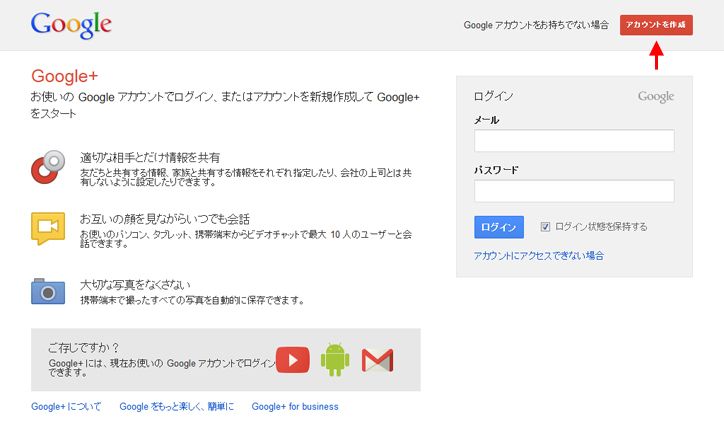 Google
Google アカウントをお持ちでない場合
アカウントを作成
Google+
お使いの Google アカウントでログイン、またはアカウントを新規作成して Google+
をスタート
適切な相手とだけ情報を共有
友だちと共有する情報、家族と共有する情報をそれぞれ指定したり、会社の上司とは共
有しないように設定したりできます。
お互いの顔を見ながらいつでも会話
お使いのパソコン、タブレット、携帯端末からビデオチャットで最大 10 人のユーザーと会
話できます。
大切な写真をなくさない
携帯端末で撮ったすべての写真を自動的に保存できます。
ご存じですか？
Google+ には、現在お使いの Google アカウントでログイン
できます。
Google+ について
Google をもっと楽しく、簡単に
Google+ for business
ログイン
Google
メール
パスワード
ログイン
ログイン状態を保持する
アカウントにアクセスできない場合